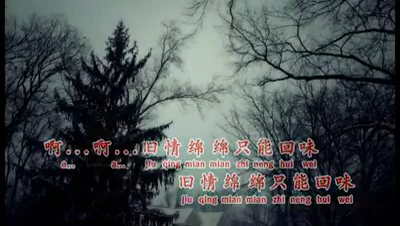 啊...啊...旧情绵绵只能回味
a... a... jiu qing mian mian zhi neng hui wei
旧情绵绵只能回味
jiu qing mian mian zhi neng hui wei